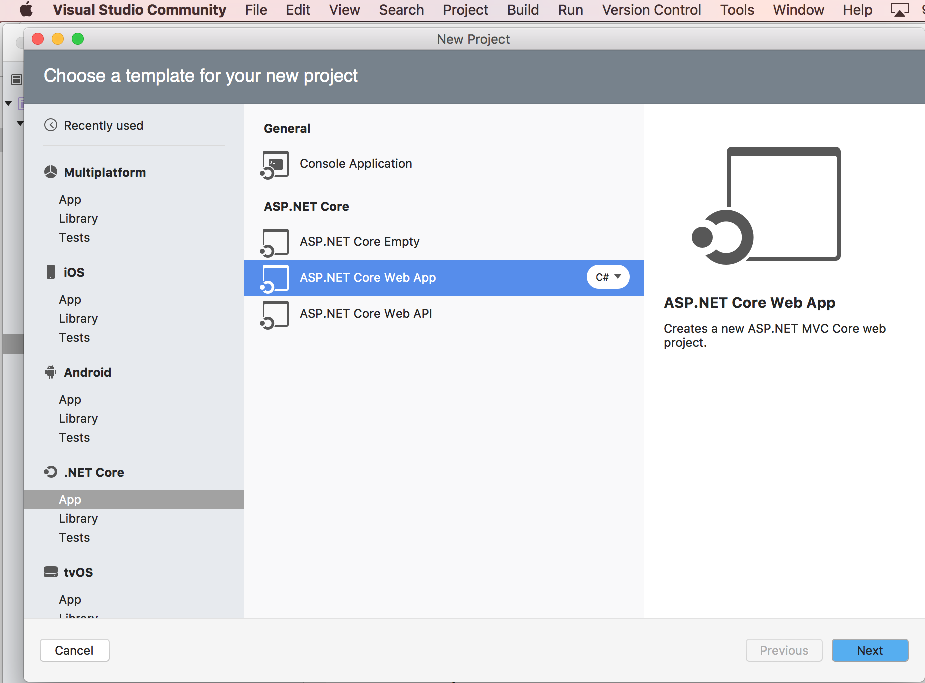 Visual Studio Community File Edit View Search Project Build Run Version Control Tools Window Help
New Project
Choose a template for your new project
Recently used
Multiplatform
App
Library
Tests
iOS
App
Library
Tests
Android
App
Library
Tests
.NET Core
App
Library
Tests
tvOS
App
Library
General
Console Application
ASP.NET Core
ASP.NET Core Empty
ASP.NET Core Web App C#
ASP.NET Core Web API
ASP.NET Core Web App
Creates a new ASP.NET MVC Core web
project.
Cancel Previous Next